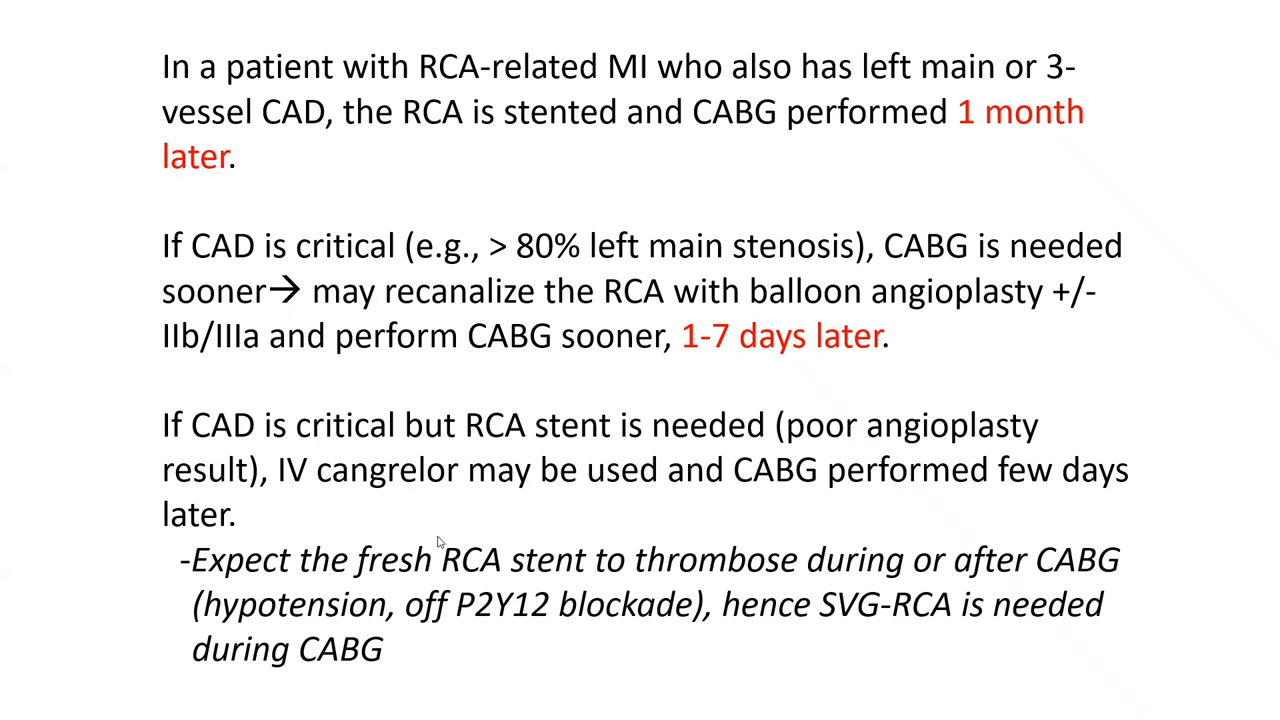 In a patient with RCA-related MI who also has left main or 3-
vessel CAD, the RCA is stented and CABG performed 1 month
later.
If CAD is critical (e.g., > 80% left main stenosis), CABG is needed
sooner→ may recanalize the RCA with balloon angioplasty +/-
IIb/IIIa and perform CABG sooner, 1-7 days later.
If CAD is critical but RCA stent is needed (poor angioplasty
result), IV cangrelor may be used and CABG performed few days
later.
-Expect the fresh RCA stent to thrombose during or after CABG
(hypotension, off P2Y12 blockade), hence SVG-RCA is needed
during CABG